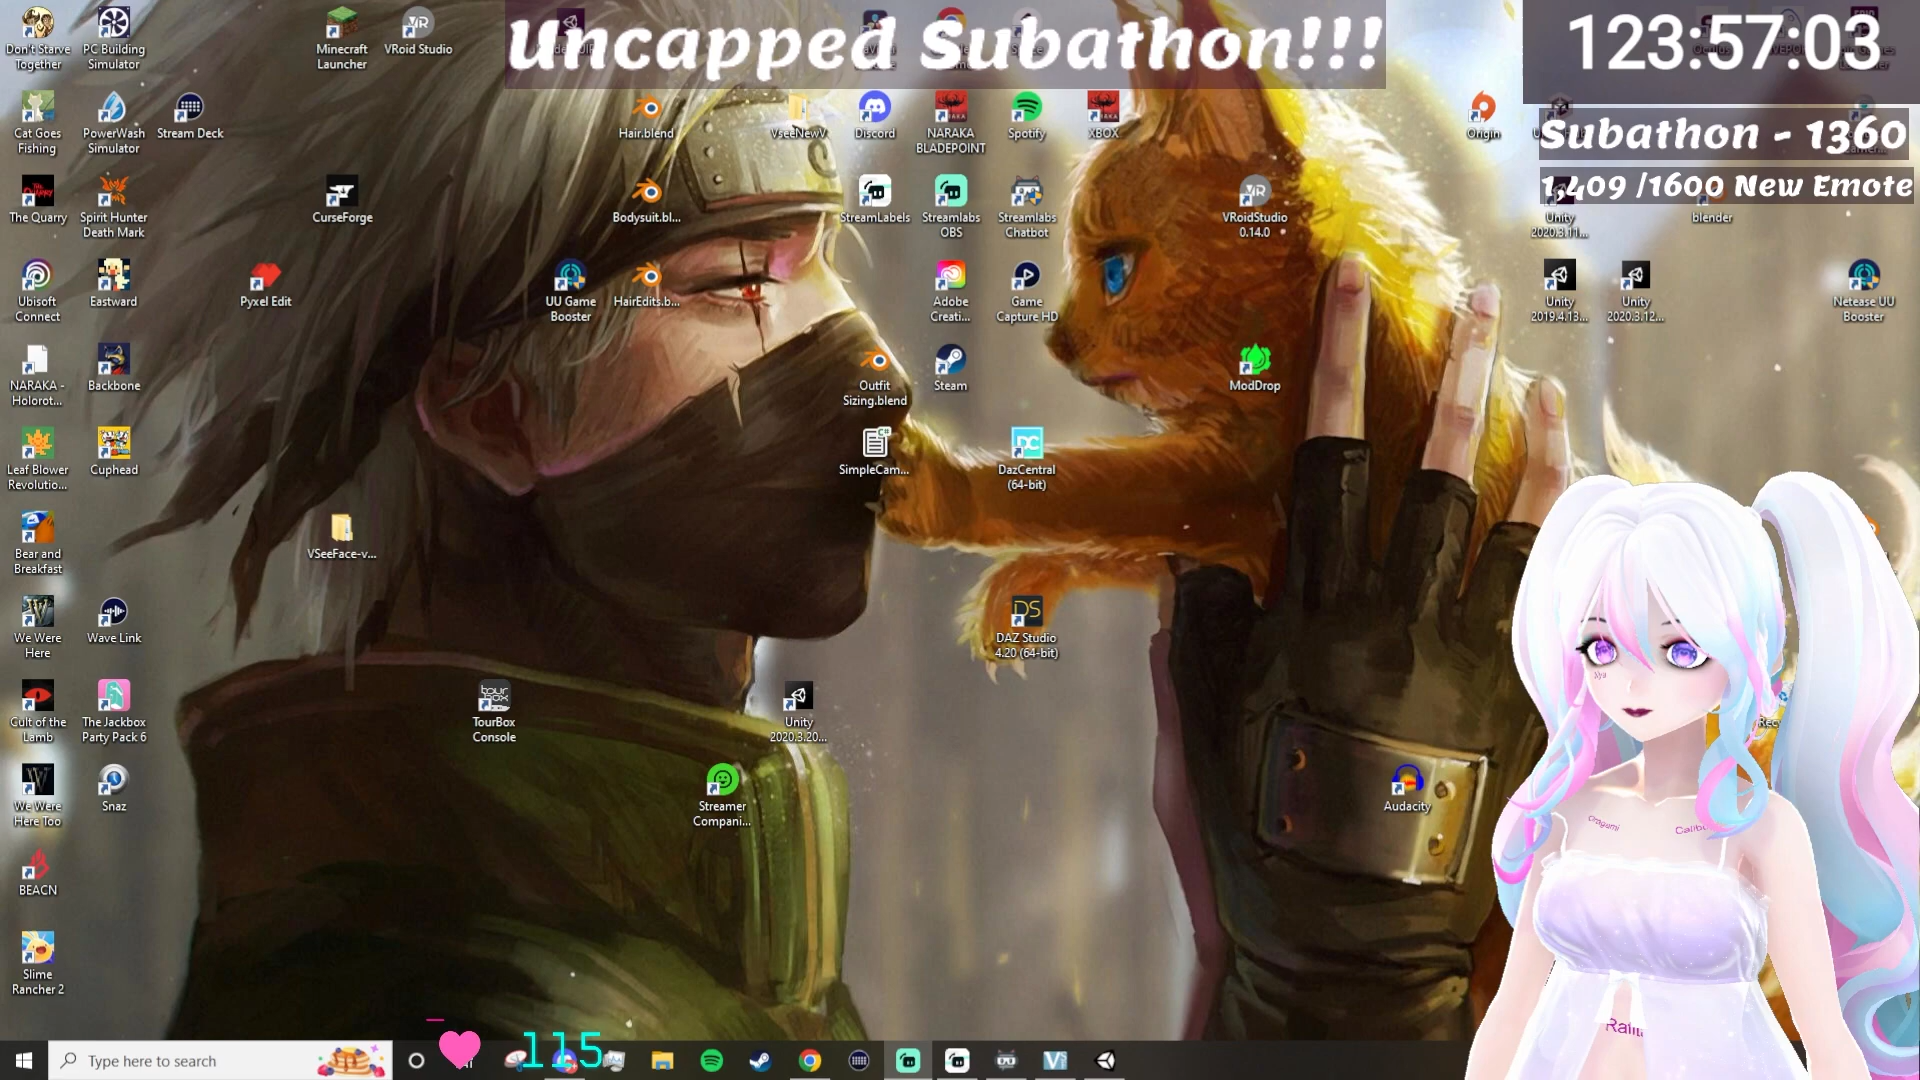 Uncapped Subathon!!!
123:57:03
Subathon - 1360
1,409 /1600 New Emote
Don't Starve
Together
PC Building
Simulator
Minecraft
Launcher
VRoid Studio
Cat Goes
Fishing
PowerWash
Simulator
Stream Deck
Hair.blend
VseeNewV
Discord
NARAKA
BLADEPOINT
Spotify
XBOX
Origin
The Quarry
Spirit Hunter
Death Mark
CurseForge
Bodysuit.bl...
StreamLabels
Streamlabs
OBS
Streamlabs
Chatbot
VRoidStudio
0.14.0
Unity
2020.3.11...
blender
Ubisoft
Connect
Eastward
Pyxel Edit
UU Game
Booster
HairEdits.b...
Adobe
Creati...
Game
Capture HD
Unity
2019.4.13...
Unity
2020.3.12...
Netease UU
Booster
NARAKA -
Holorot...
Backbone
Outfit
Sizing.blend
Steam
ModDrop
Leaf Blower
Revolutio...
Cuphead
SimpleCam...
DazCentral
(64-bit)
Bear and
Breakfast
VSeeFace-v...
We Were
Here
Wave Link
DAZ Studio
4.20 (64-bit)
Cult of the
Lamb
The Jackbox
Party Pack 6
TourBox
Console
Unity
2020.3.20...
Rec
We Were
Here Too
Snaz
Streamer
Compani...
Audacity
Oragami
BEACN
Slime
Rancher 2
Type here to search
115